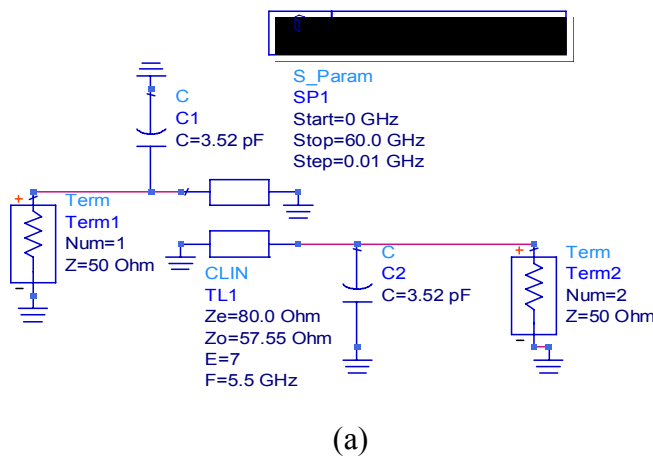 S_Param
SP1
Start=0 GHz
Stop=60.0 GHz
Step=0.01 GHz
C
C1
C=3.52 pF
+
Term
Term1
Num=1
Z=50 Ohm
-
CLIN
TL1
Ze=80.0 Ohm
Zo=57.55 Ohm
E=7
F=5.5 GHz
C
C2
C=3.52 pF
+
Term
Term2
Num=2
Z=50 Ohm
-
(a)